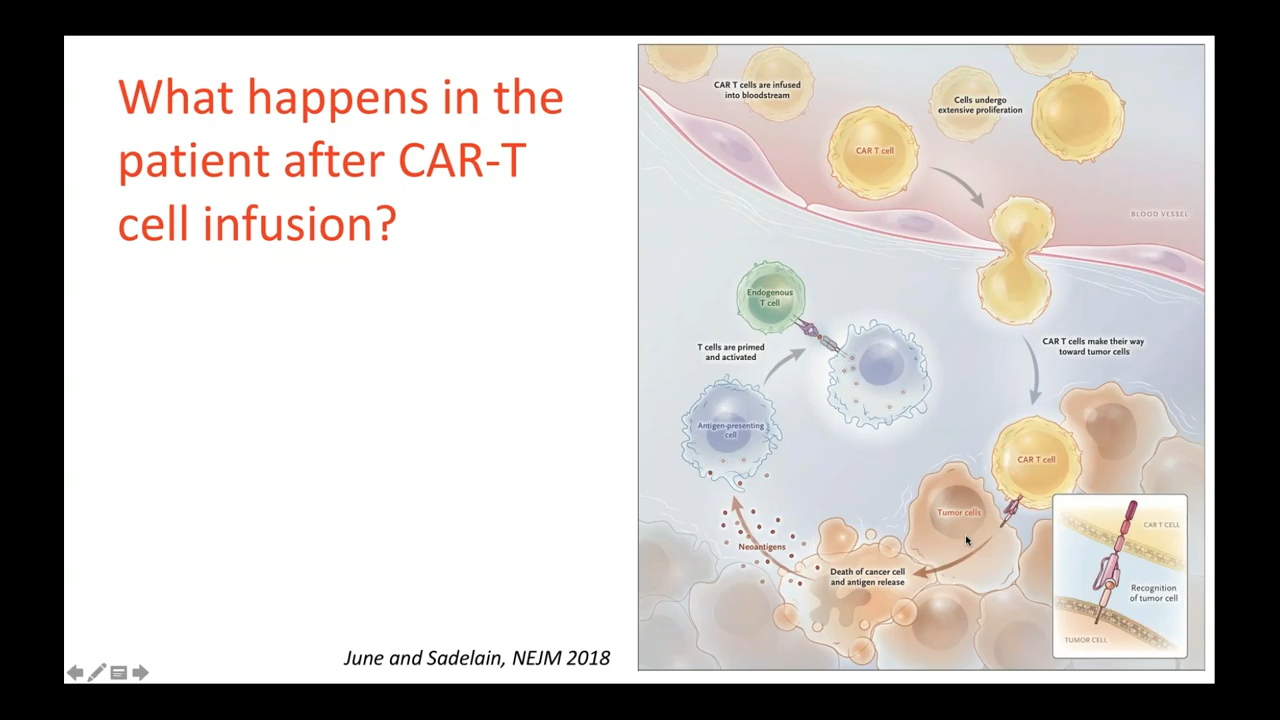 What happens in the
patient after CAR-T
cell infusion?
June and Sadelain, NEJM 2018
CAR T cells are infused
into bloodstream
Cells undergo
extensive proliferation
CAR T cell
BLOOD VESSEL
Endogenous
T cell
T cells are primed
and activated
CAR T cells make their way
toward tumor cells
Antigen-presenting
cell
CAR T cell
Tumor cells
Neoantigens
Death of cancer cell
and antigen release
CAR T CELL
Recognition
of tumor cell
TUMOR CELL